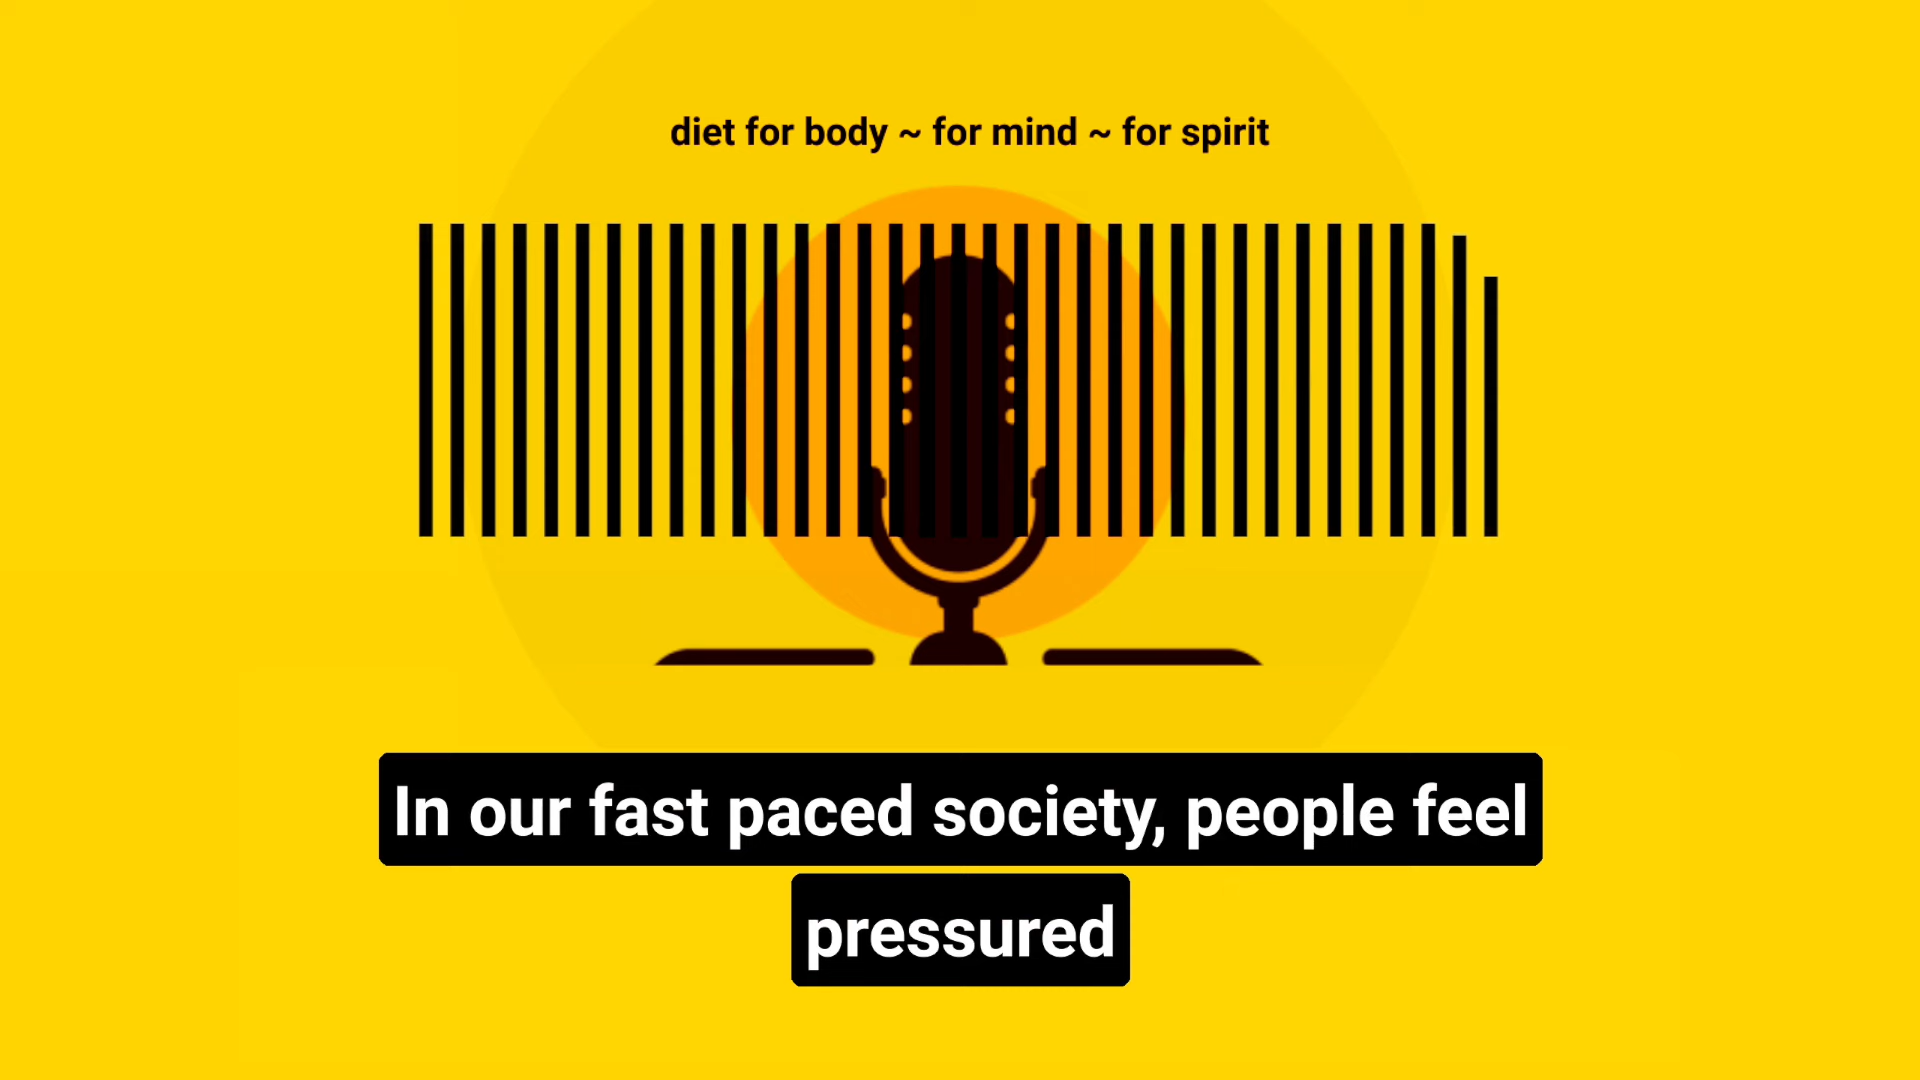 diet for body ~ for mind ~ for spirit
In our fast paced society, people feel
pressured